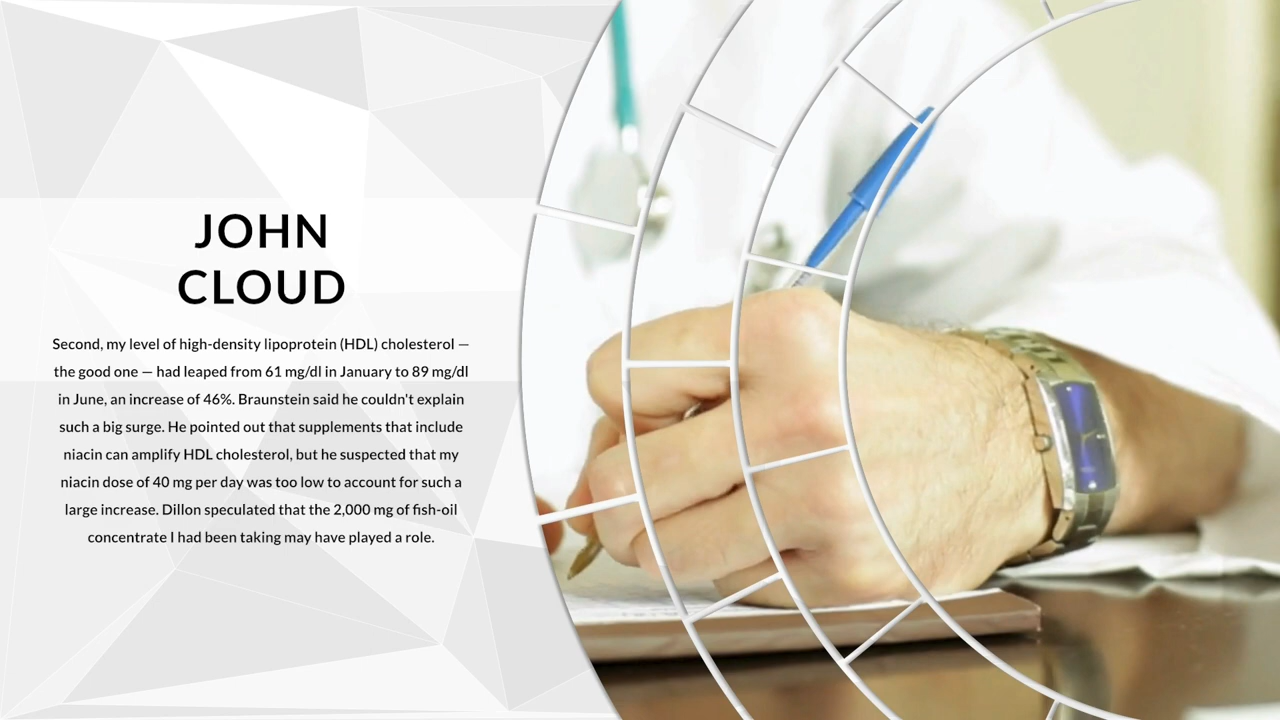 JOHN
CLOUD
Second, my level of high-density lipoprotein (HDL) cholesterol —
the good one — had leaped from 61 mg/dl in January to 89 mg/dl
in June, an increase of 46%. Braunstein said he couldn't explain
such a big surge. He pointed out that supplements that include
niacin can amplify HDL cholesterol, but he suspected that my
niacin dose of 40 mg per day was too low to account for such a
large increase. Dillon speculated that the 2,000 mg of fish-oil
concentrate I had been taking may have played a role.